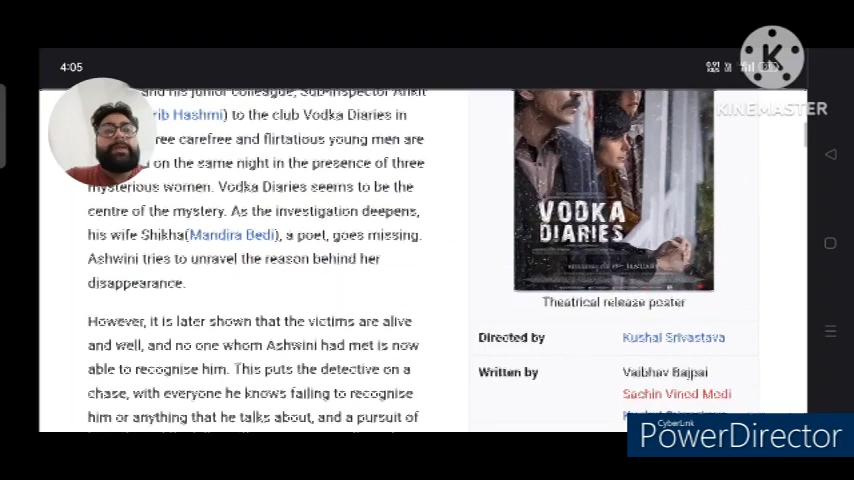 4:05
KINEMASTER
and his junior colleague, Sub-Inspector Ankit
rib Hashmi) to the club Vodka Diaries in
ree carefree and flirtatious young men are
on the same night in the presence of three
mysterious women. Vodka Diaries seems to be the
centre of the mystery. As the investigation deepens,
his wife Shikha(Mandira Bedi), a poet, goes missing.
Ashwini tries to unravel the reason behind her
disappearance.
However, it is later shown that the victims are alive
and well, and no one whom Ashwini had met is now
able to recognise him. This puts the detective on a
chase, with everyone he knows failing to recognise
him or anything that he talks about, and a pursuit of
VODKA
DIARIES
Theatrical release poster
Directed by Kushal Srivastava
Written by Vaibhav Bajpai
Sachin Vinod Modi
CyberLink
PowerDirector